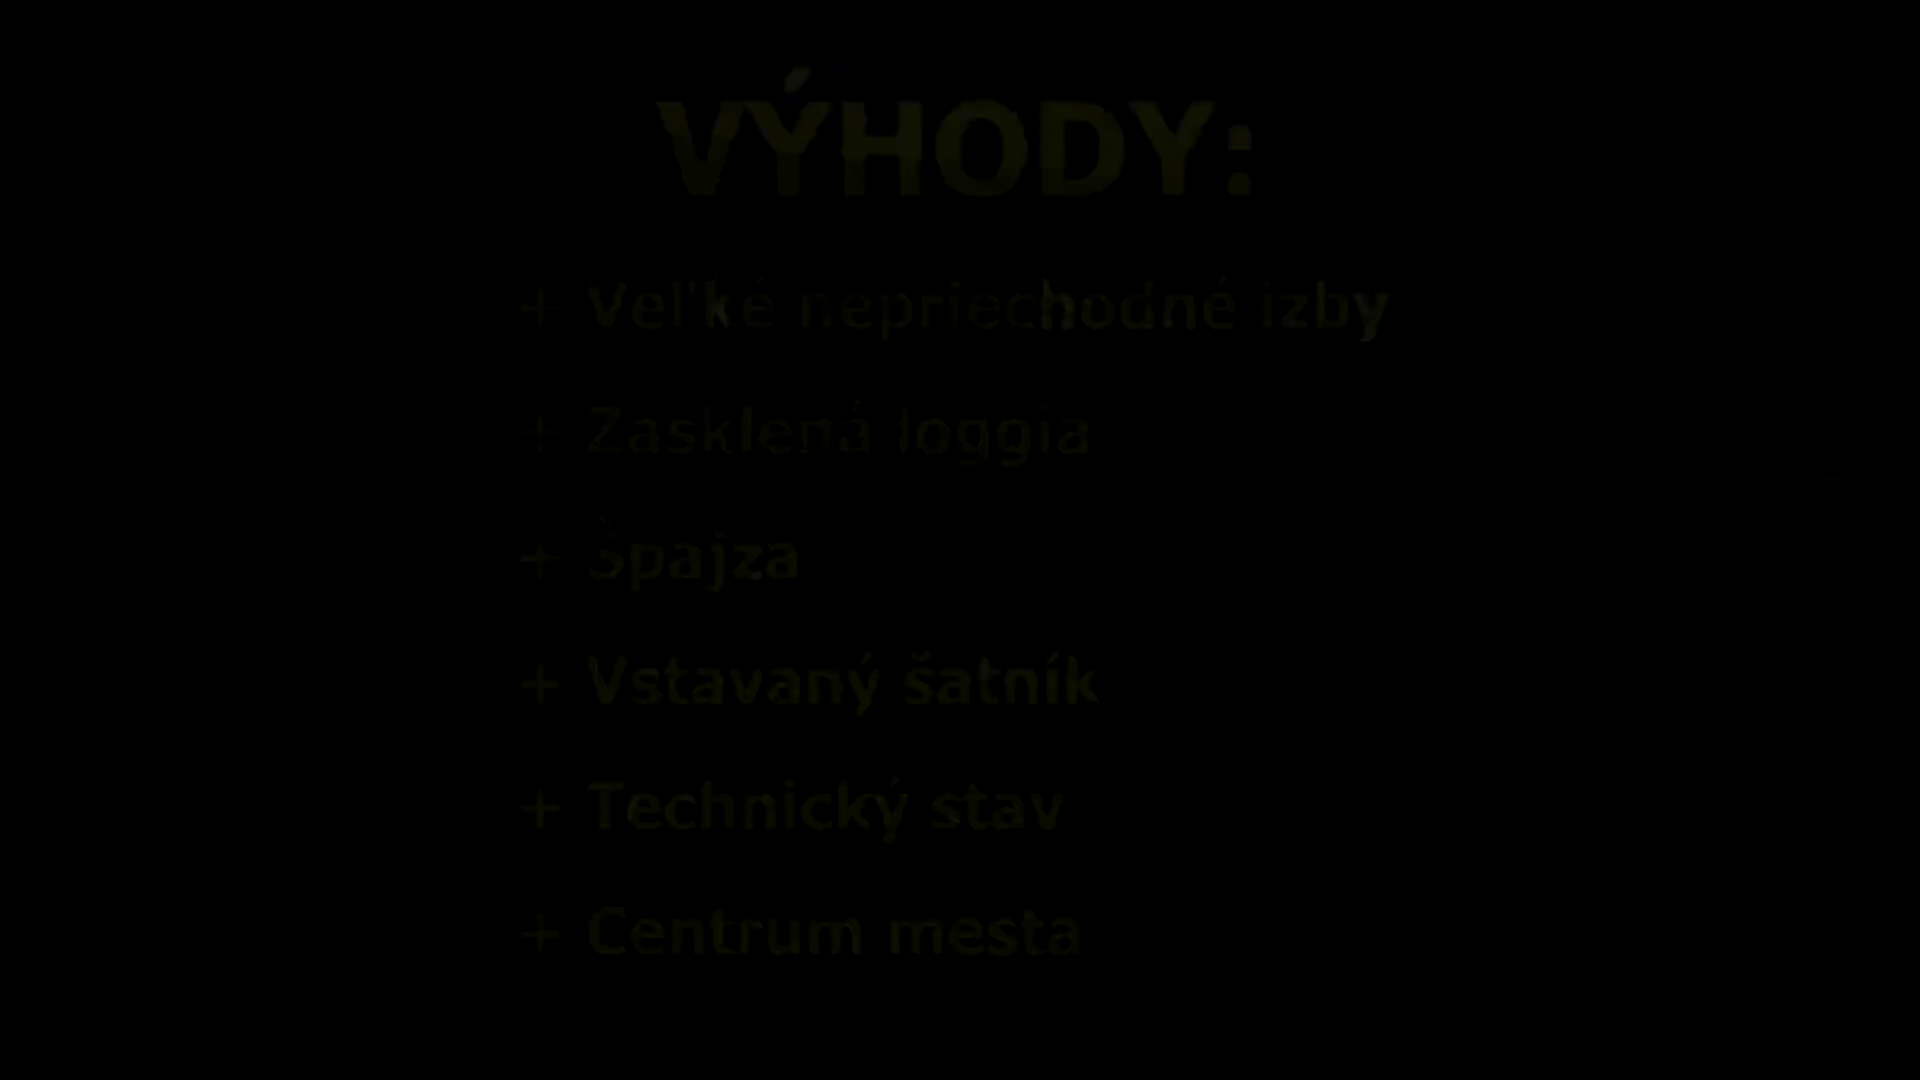 VÝHODY:
+ Veľké nepriechodné izby
+ Zasklená loggia
+ Špajza
+ Vstavaný šatník
+ Technický stav
+ Centrum mesta